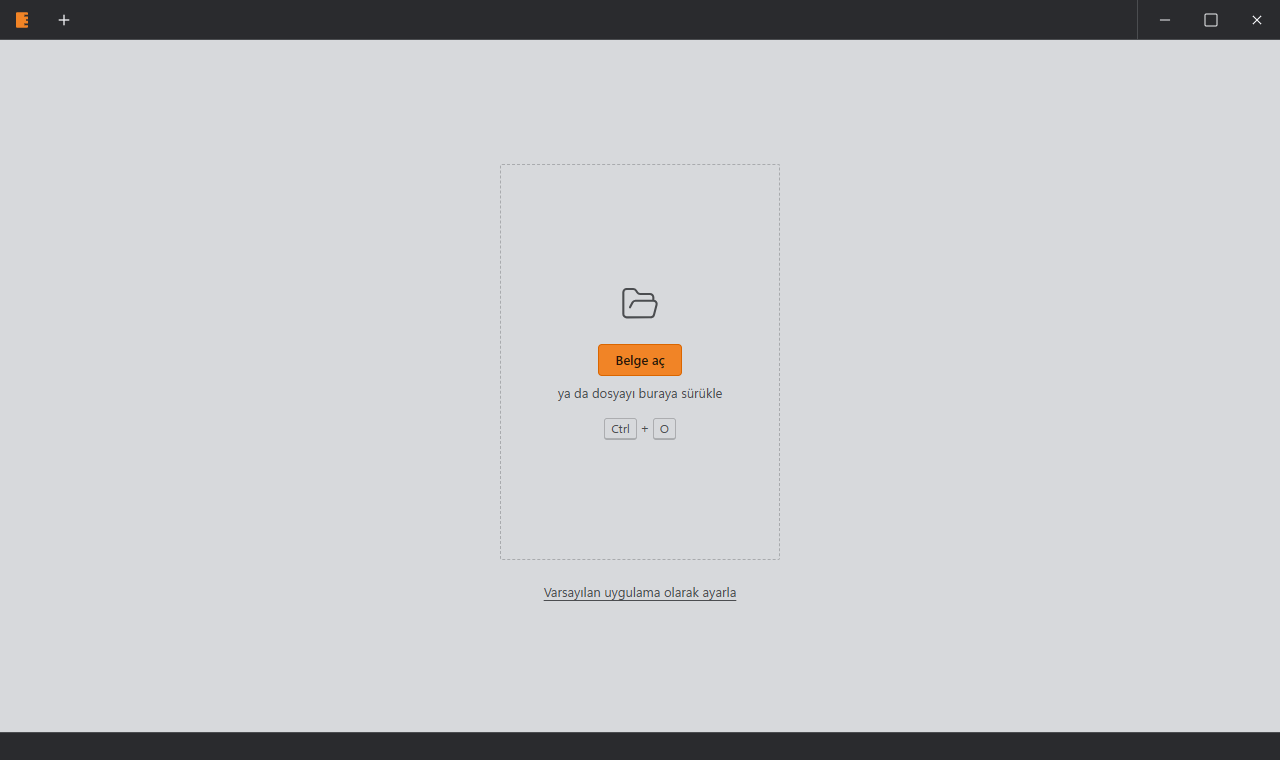 Belge aç
ya da dosyayı buraya sürükle
Ctrl + O
Varsayılan uygulama olarak ayarla